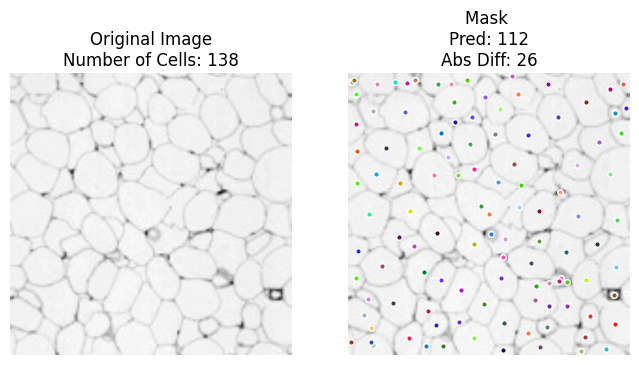 Original Image
Number of Cells: 138
Mask
Pred: 112
Abs Diff: 26